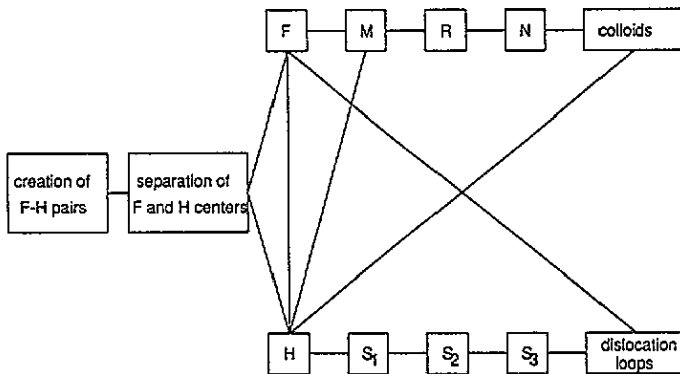 F
M
R
N
colloids
creation of
F-H pairs
separation of
F and H centers
H
S1
S2
S3
dislocation
loops